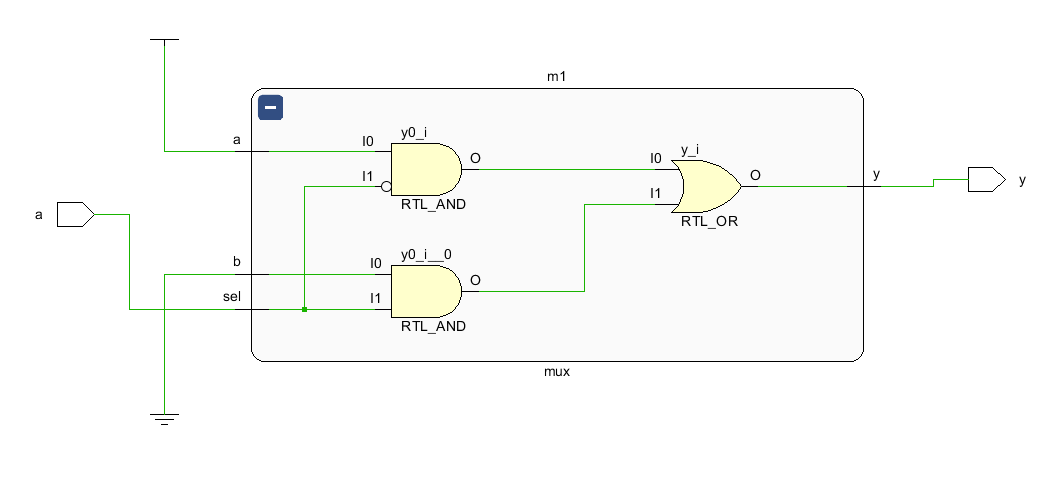 m1
a
I0
y0_i
O
I1
RTL_AND
I0
y_i
O
I1
RTL_OR
y
y
a
b
I0
y0_i__0
O
sel
I1
RTL_AND
mux